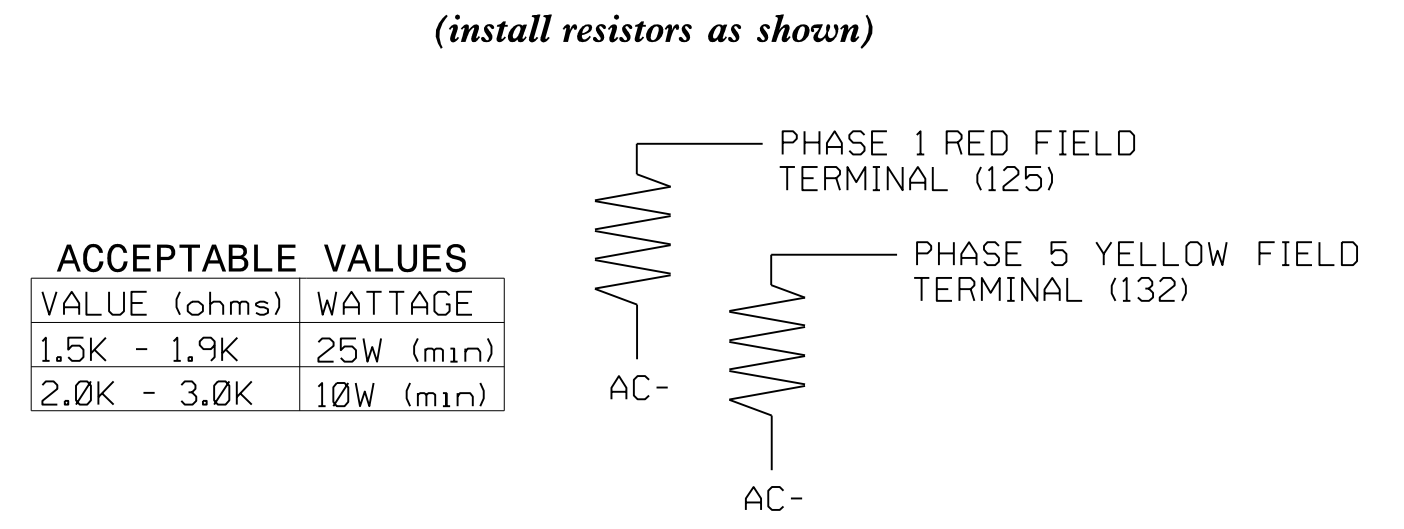 (install resistors as shown)
PHASE 1 RED FIELD
TERMINAL (125)
AC-
PHASE 5 YELLOW FIELD
TERMINAL (132)
AC-
ACCEPTABLE VALUES
VALUE (ohms) WATTAGE
1.5K - 1.9K 25W (min)
2.0K - 3.0K 10W (min)